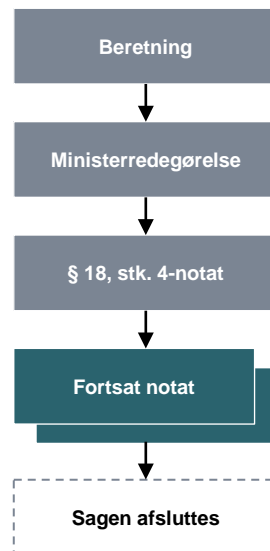 Beretning
Ministerredegørelse
§ 18, stk. 4-notat
Fortsat notat
Sagen afsluttes